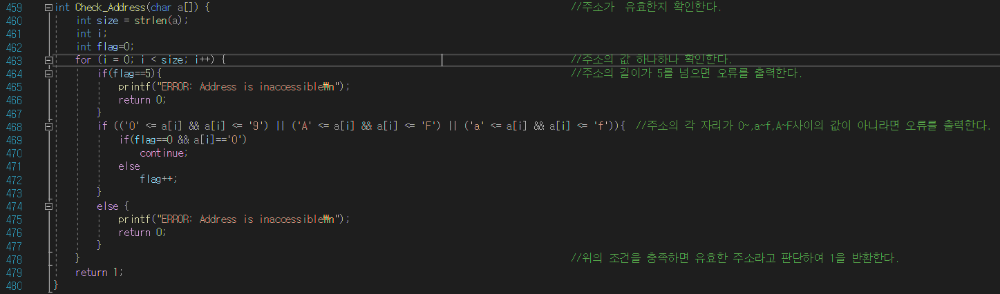 459 int Check_Address(char a[]) { //주소가 유효한지 확인한다.
460 int size = strlen(a);
461 int i;
462 int flag=0;
463 for (i = 0; i < size; i++) { //주소의 값 하나하나 확인한다.
464 if(flag==5){ //주소의 길이가 5를 넘으면 오류를 출력한다.
465 printf("ERROR: Address is inaccessible₩n");
466 return 0;
467 }
468 if (('0' <= a[i] && a[i] <= '9') || ('A' <= a[i] && a[i] <= 'F') || ('a' <= a[i] && a[i] <= 'f')){ //주소의 각 자리가 0~,a~f,A~F사이의 값이 아니라면 오류를 출력한다.
469 if(flag==0 && a[i]=='0')
470 continue;
471 else
472 flag++;
473 }
474 else {
475 printf("ERROR: Address is inaccessible₩n");
476 return 0;
477 }
478 } //위의 조건을 충족하면 유효한 주소라고 판단하여 1을 반환한다.
479 return 1;
480 }